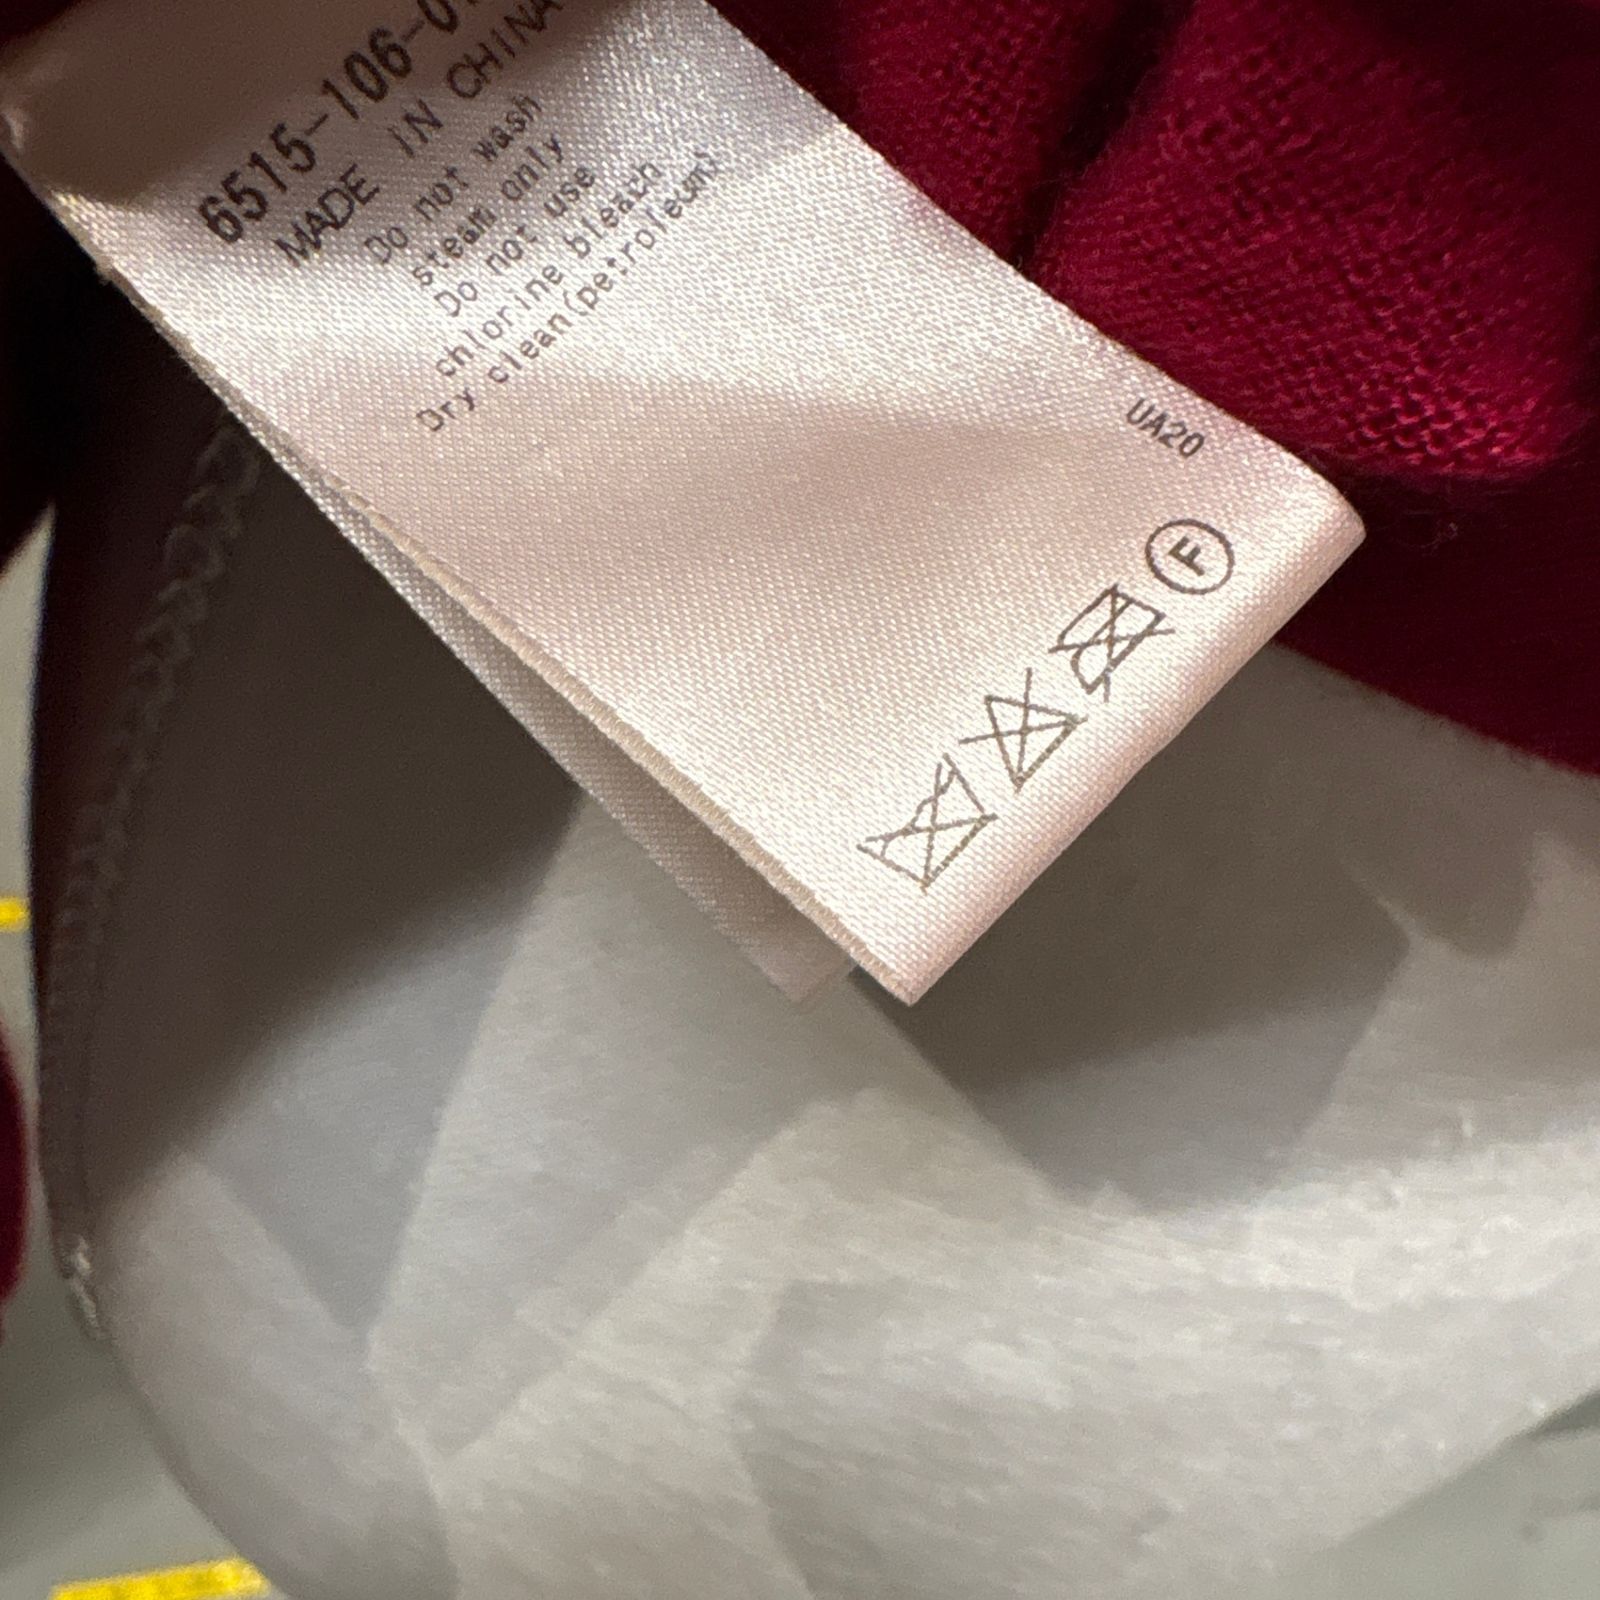 6515-106-0
MADE IN CHINA
Do not wash
steam only
Do not use
chlorine bleach
Dry clean(petroleum)
UA20
F